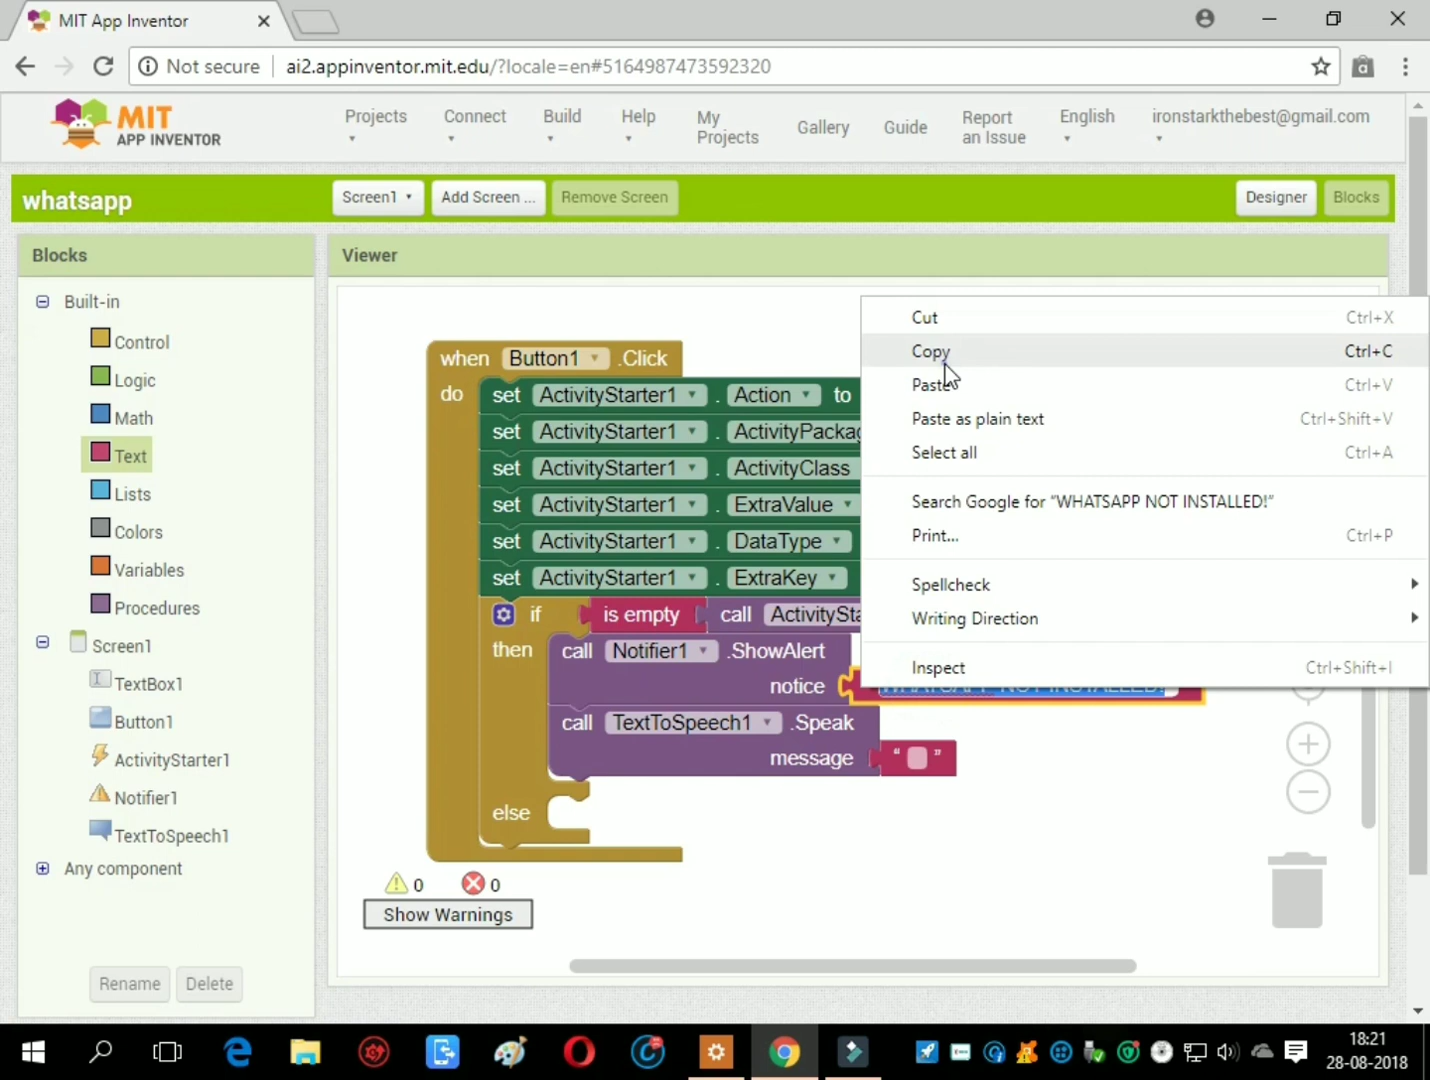 MIT App Inventor
Not secure
ai2.appinventor.mit.edu/?locale=en#5164987473592320
MIT
APP INVENTOR
Projects
Connect
Build
Help
My
Projects
Gallery
Guide
Report
an Issue
English
ironstarkthebest@gmail.com
whatsapp
Screen1
Add Screen ...
Remove Screen
Designer
Blocks
Blocks
Viewer
Built-in
Control
Logic
Math
Text
Lists
Colors
Variables
Procedures
Screen1
TextBox1
Button1
ActivityStarter1
Notifier1
TextToSpeech1
Any component
Rename
Delete
when Button1 .Click
do set ActivityStarter1 . Action to
set ActivityStarter1 .
set ActivityStarter1 . ActivityClass
set ActivityStarter1 . ExtraValue
set ActivityStarter1 . DataType
set ActivityStarter1 . ExtraKey
if is empty call
then call Notifier1 .ShowAlert
notice WHATSAPP NOT INSTALLED!
call TextToSpeech1 .Speak
message “ ”
else
0 0
Show Warnings
Cut Ctrl+X
Copy Ctrl+C
Paste Ctrl+V
Paste as plain text Ctrl+Shift+V
Select all Ctrl+A
Search Google for “WHATSAPP NOT INSTALLED!”
Print... Ctrl+P
Spellcheck
Writing Direction
Inspect Ctrl+Shift+I
18:21
28-08-2018